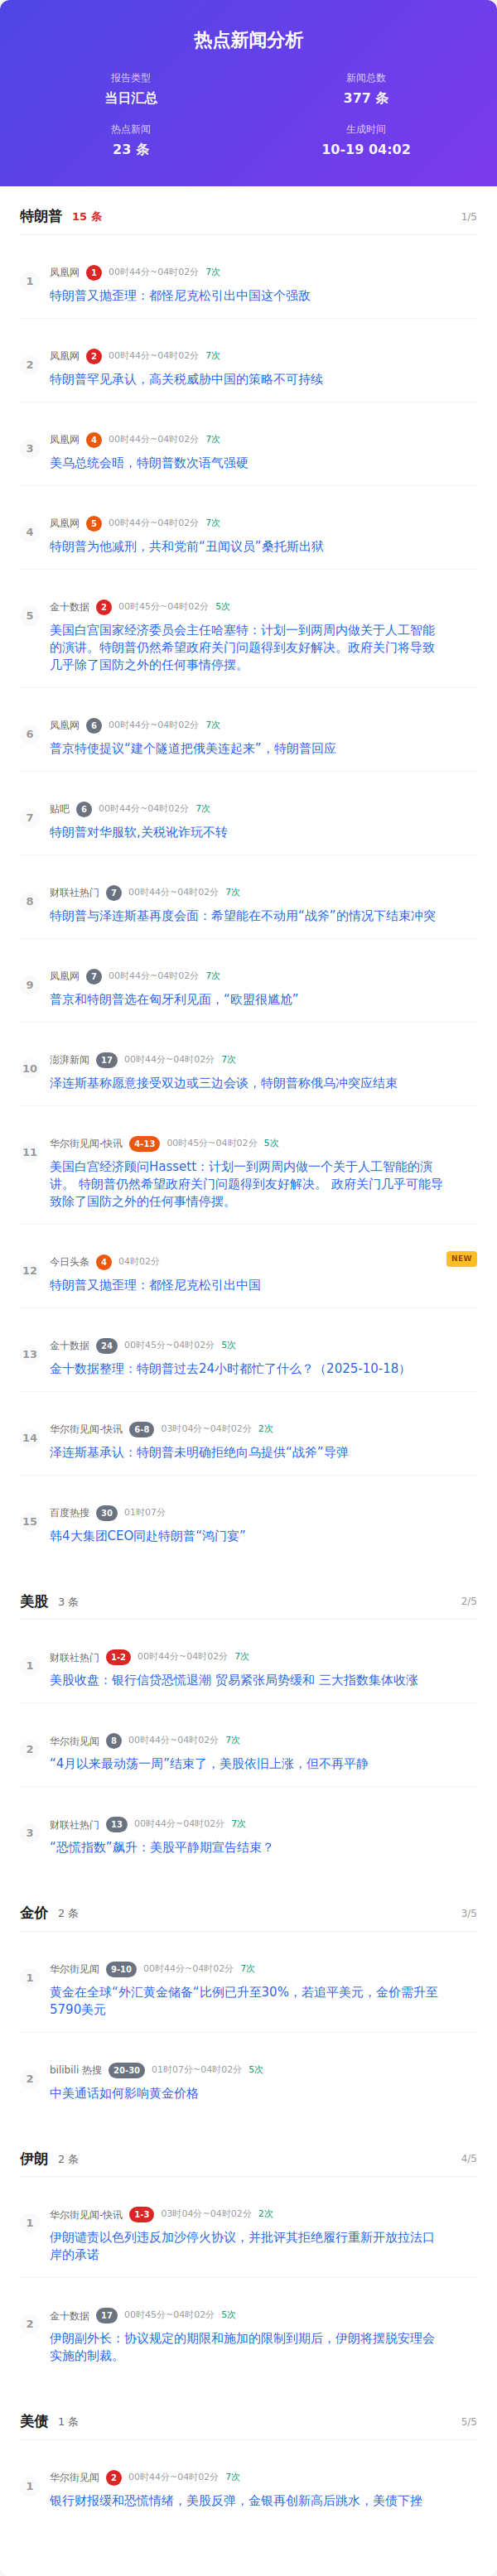 热点新闻分析
报告类型
当日汇总
新闻总数
377 条
热点新闻
23 条
生成时间
10-19 04:02
特朗普 15 条 1/5
1 凤凰网 1 00时44分~04时02分 7次
特朗普又抛歪理：都怪尼克松引出中国这个强敌
2 凤凰网 2 00时44分~04时02分 7次
特朗普罕见承认，高关税威胁中国的策略不可持续
3 凤凰网 4 00时44分~04时02分 7次
美乌总统会晤，特朗普数次语气强硬
4 凤凰网 5 00时44分~04时02分 7次
特朗普为他减刑，共和党前“丑闻议员”桑托斯出狱
5 金十数据 2 00时45分~04时02分 5次
美国白宫国家经济委员会主任哈塞特：计划一到两周内做关于人工智能
的演讲。特朗普仍然希望政府关门问题得到友好解决。政府关门将导致
几乎除了国防之外的任何事情停摆。
6 凤凰网 6 00时44分~04时02分 7次
普京特使提议“建个隧道把俄美连起来”，特朗普回应
7 贴吧 6 00时44分~04时02分 7次
特朗普对华服软,关税讹诈玩不转
8 财联社热门 7 00时44分~04时02分 7次
特朗普与泽连斯基再度会面：希望能在不动用“战斧”的情况下结束冲突
9 凤凰网 7 00时44分~04时02分 7次
普京和特朗普选在匈牙利见面，“欧盟很尴尬”
10 澎湃新闻 17 00时44分~04时02分 7次
泽连斯基称愿意接受双边或三边会谈，特朗普称俄乌冲突应结束
11 华尔街见闻-快讯 4-13 00时45分~04时02分 5次
美国白宫经济顾问Hassett：计划一到两周内做一个关于人工智能的演
讲。 特朗普仍然希望政府关门问题得到友好解决。 政府关门几乎可能导
致除了国防之外的任何事情停摆。
12 今日头条 4 04时02分 NEW
特朗普又抛歪理：都怪尼克松引出中国
13 金十数据 24 00时45分~04时02分 5次
金十数据整理：特朗普过去24小时都忙了什么？（2025-10-18）
14 华尔街见闻-快讯 6-8 03时04分~04时02分 2次
泽连斯基承认：特朗普未明确拒绝向乌提供“战斧”导弹
15 百度热搜 30 01时07分
韩4大集团CEO同赴特朗普“鸿门宴”
美股 3 条 2/5
1 财联社热门 1-2 00时44分~04时02分 7次
美股收盘：银行信贷恐慌退潮 贸易紧张局势缓和 三大指数集体收涨
2 华尔街见闻 8 00时44分~04时02分 7次
“4月以来最动荡一周”结束了，美股依旧上涨，但不再平静
3 财联社热门 13 00时44分~04时02分 7次
“恐慌指数”飙升：美股平静期宣告结束？
金价 2 条 3/5
1 华尔街见闻 9-10 00时44分~04时02分 7次
黄金在全球“外汇黄金储备“比例已升至30%，若追平美元，金价需升至
5790美元
2 bilibili 热搜 20-30 01时07分~04时02分 5次
中美通话如何影响黄金价格
伊朗 2 条 4/5
1 华尔街见闻-快讯 1-3 03时04分~04时02分 2次
伊朗谴责以色列违反加沙停火协议，并批评其拒绝履行重新开放拉法口
岸的承诺
2 金十数据 17 00时45分~04时02分 5次
伊朗副外长：协议规定的期限和施加的限制到期后，伊朗将摆脱安理会
实施的制裁。
美债 1 条 5/5
1 华尔街见闻 2 00时44分~04时02分 7次
银行财报缓和恐慌情绪，美股反弹，金银再创新高后跳水，美债下挫